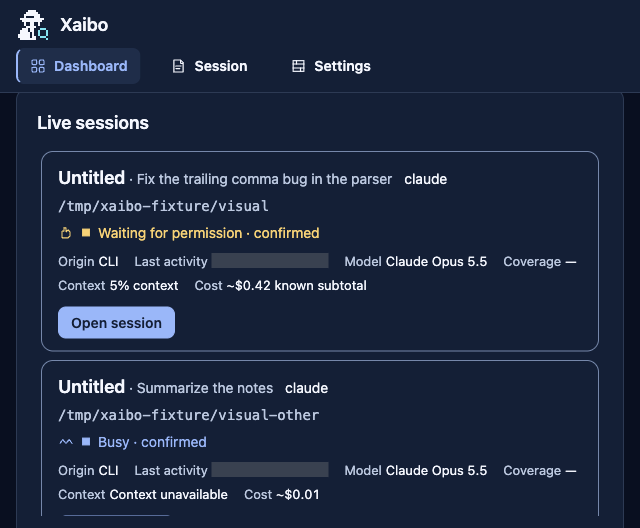 Xaibo
Dashboard Session Settings
Live sessions
Untitled · Fix the trailing comma bug in the parser claude
/tmp/xaibo-fixture/visual
Waiting for permission · confirmed
Origin CLI Last activity Model Claude Opus 5.5 Coverage —
Context 5% context Cost ~$0.42 known subtotal
Open session
Untitled · Summarize the notes claude
/tmp/xaibo-fixture/visual-other
Busy · confirmed
Origin CLI Last activity Model Claude Opus 5.5 Coverage —
Context Context unavailable Cost ~$0.01